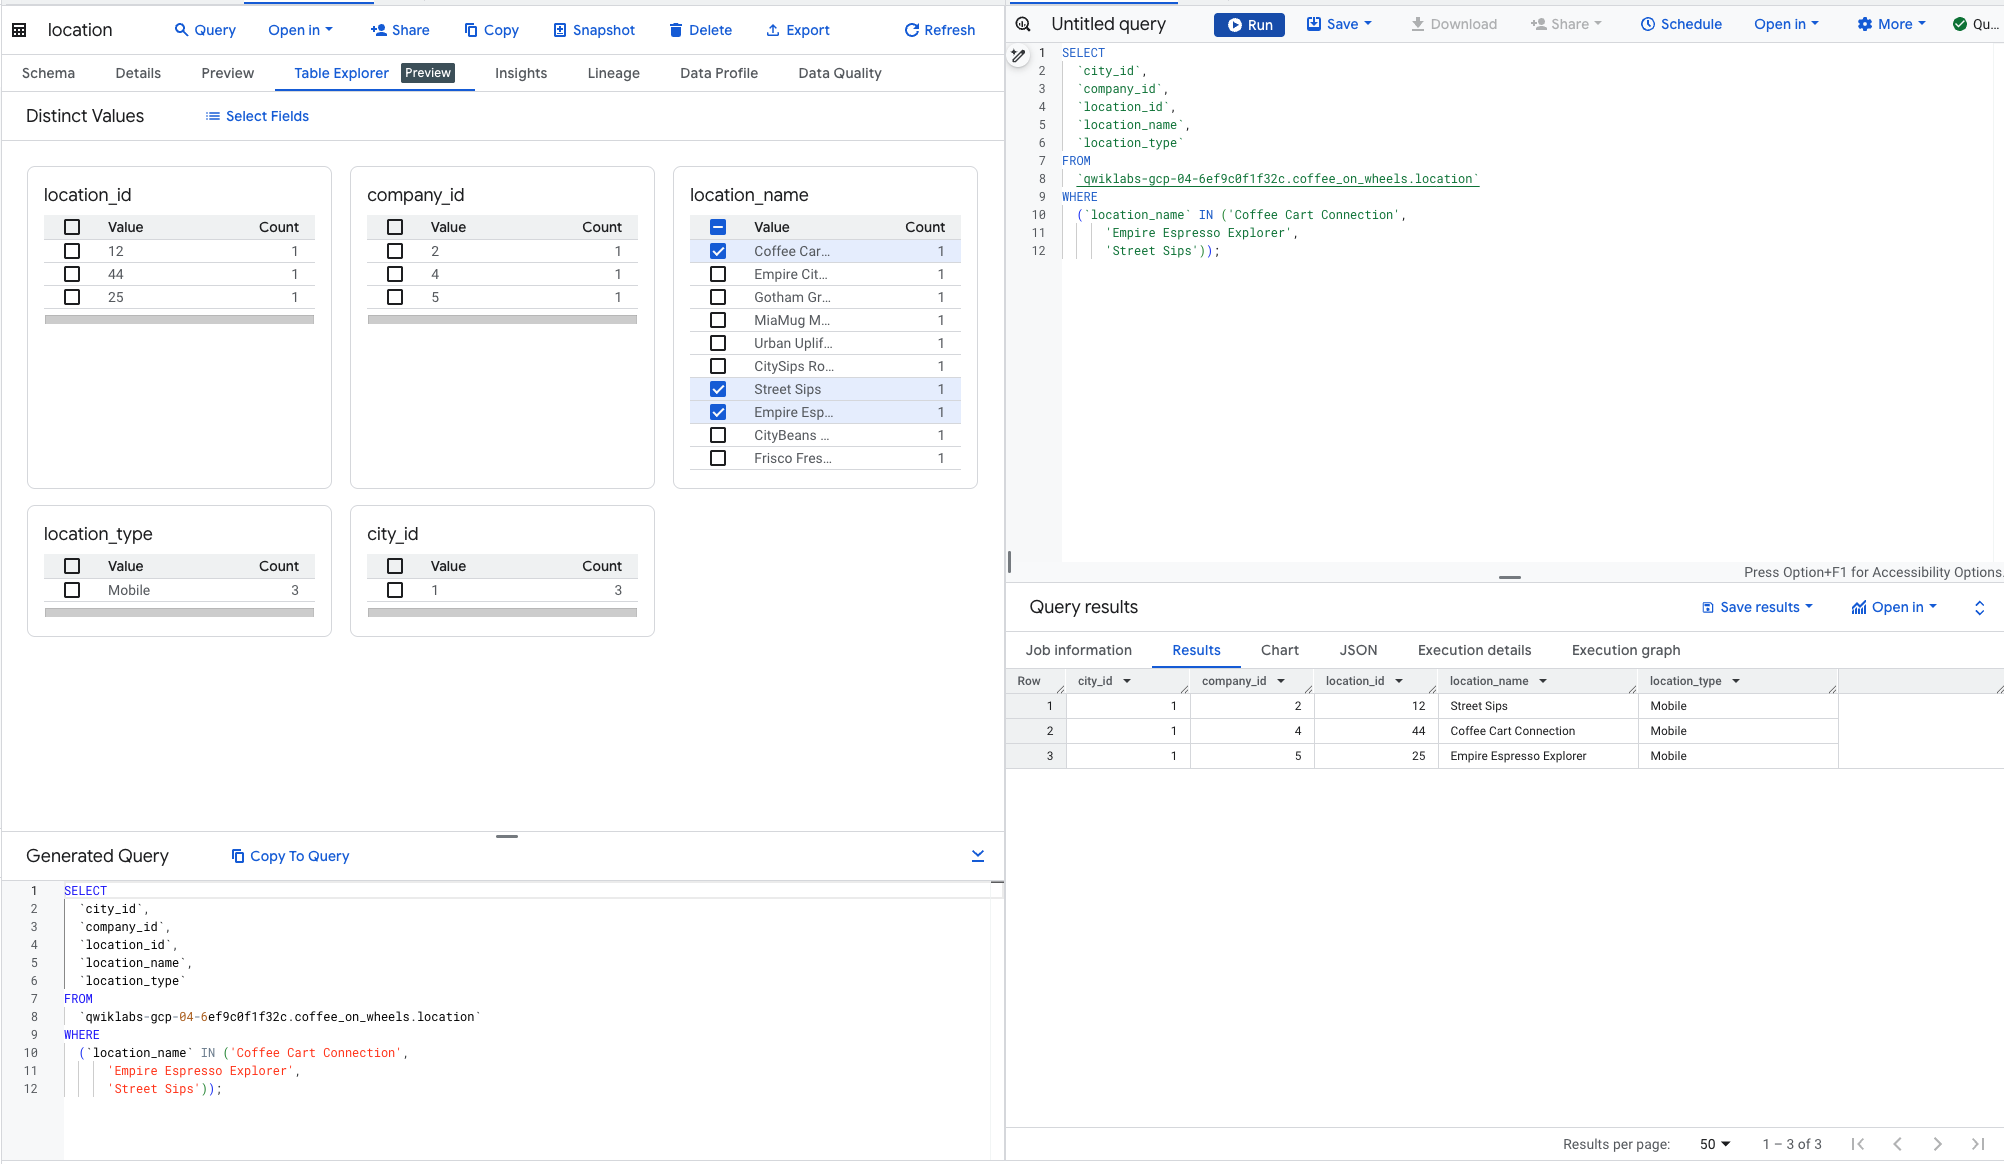 location Query Open in Share Copy Snapshot Delete Export Refresh
Schema Details Preview Table Explorer Preview Insights Lineage Data Profile Data Quality
Distinct Values Select Fields
location_id
Value Count
12 1
44 1
25 1
company_id
Value Count
2 1
4 1
5 1
location_name
Value Count
Coffee Car... 1
Empire Cit... 1
Gotham Gr... 1
MiaMug M... 1
Urban Uplif... 1
CitySips Ro... 1
Street Sips 1
Empire Esp... 1
CityBeans ... 1
Frisco Fres... 1
location_type
Value Count
Mobile 3
city_id
Value Count
1 3
Generated Query Copy To Query
1 SELECT
2 `city_id`,
3 `company_id`,
4 `location_id`,
5 `location_name`,
6 `location_type`
7 FROM
8 `qwiklabs-gcp-04-6ef9c0f1f32c.coffee_on_wheels.location`
9 WHERE
10 (`location_name` IN ('Coffee Cart Connection',
11 'Empire Espresso Explorer',
12 'Street Sips'));
Untitled query Run Save Download Share Schedule Open in More Qu...
1 SELECT
2 `city_id`,
3 `company_id`,
4 `location_id`,
5 `location_name`,
6 `location_type`
7 FROM
8 `qwiklabs-gcp-04-6ef9c0f1f32c.coffee_on_wheels.location`
9 WHERE
10 (`location_name` IN ('Coffee Cart Connection',
11 'Empire Espresso Explorer',
12 'Street Sips'));
Press Option+F1 for Accessibility Options.
Query results Save results Open in
Job information Results Chart JSON Execution details Execution graph
Row city_id company_id location_id location_name location_type
1 1 2 12 Street Sips Mobile
2 1 4 44 Coffee Cart Connection Mobile
3 1 5 25 Empire Espresso Explorer Mobile
Results per page: 50 1 – 3 of 3